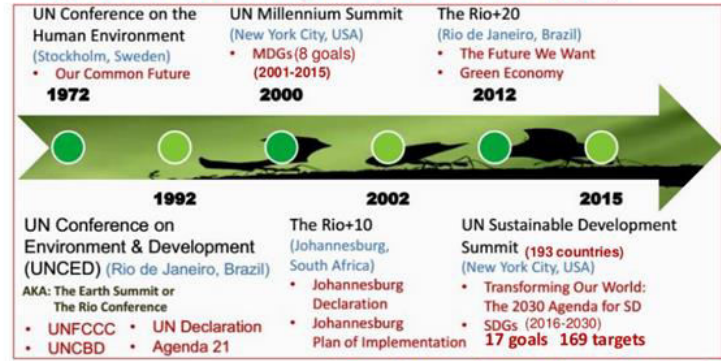 UN Conference on the
Human Environment
(Stockholm, Sweden)
• Our Common Future
1972
UN Millennium Summit
(New York City, USA)
• MDGs (8 goals)
(2001-2015)
2000
The Rio+20
(Rio de Janeiro, Brazil)
• The Future We Want
• Green Economy
2012
1992
UN Conference on
Environment & Development
(UNCED) (Rio de Janeiro, Brazil)
AKA: The Earth Summit or
The Rio Conference
• UNFCCC • UN Declaration
• UNCBD • Agenda 21
2002
The Rio+10
(Johannesburg,
South Africa)
• Johannesburg
Declaration
• Johannesburg
Plan of Implementation
2015
UN Sustainable Development
Summit (193 countries)
(New York City, USA)
• Transforming Our World:
The 2030 Agenda for SD
• SDGs (2016-2030)
17 goals 169 targets